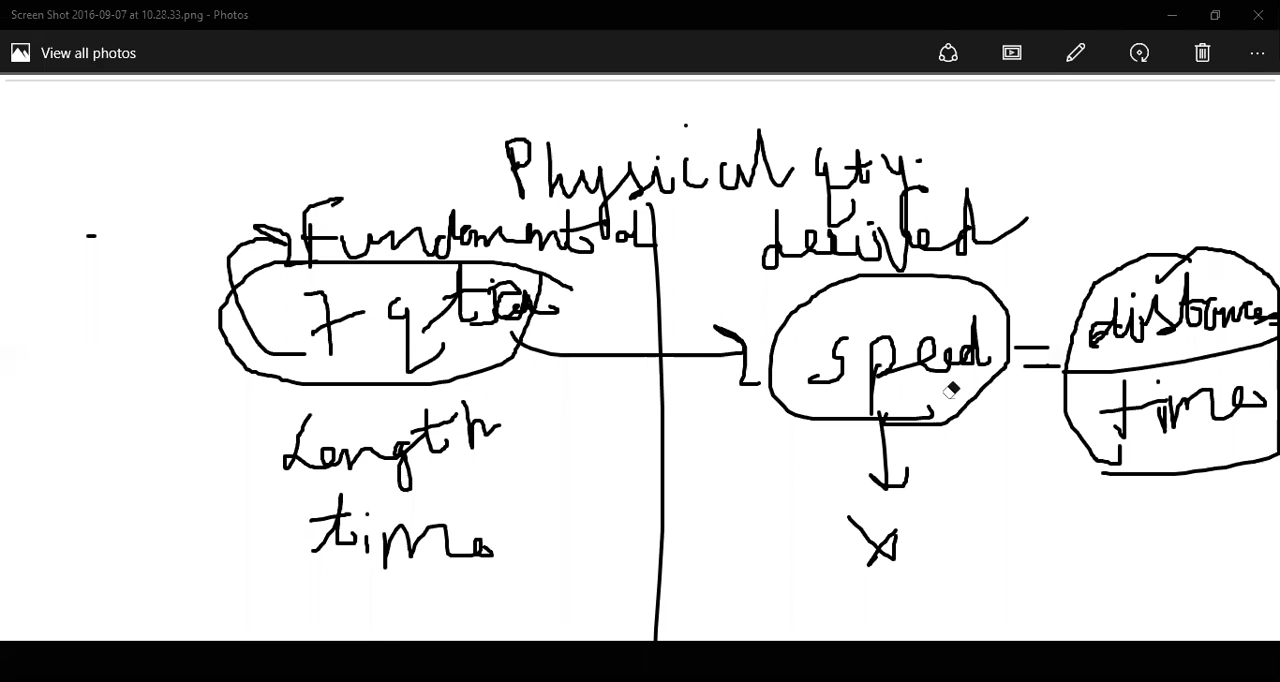 Screen Shot 2016-09-07 at 10.28.33.png - Photos
View all photos
Physical qty.
Fundamental
derived
7 qties
speed = distance
time
Length
time